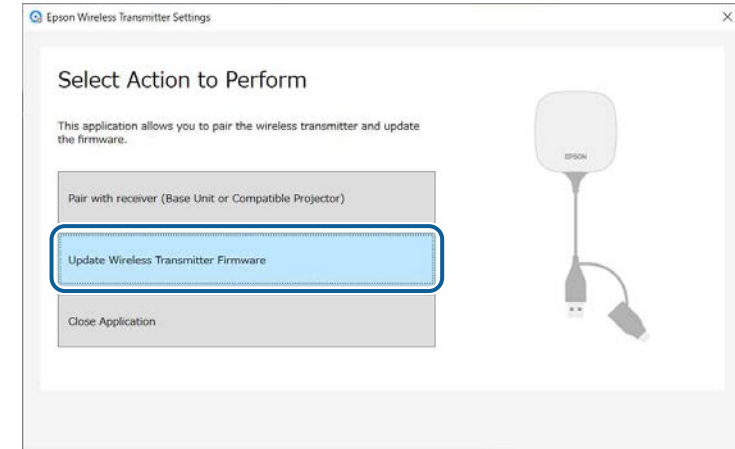 Epson Wireless Transmitter Settings
Select Action to Perform
This application allows you to pair the wireless transmitter and update
the firmware.
EPSON
Pair with receiver (Base Unit or Compatible Projector)
Update Wireless Transmitter Firmware
Close Application